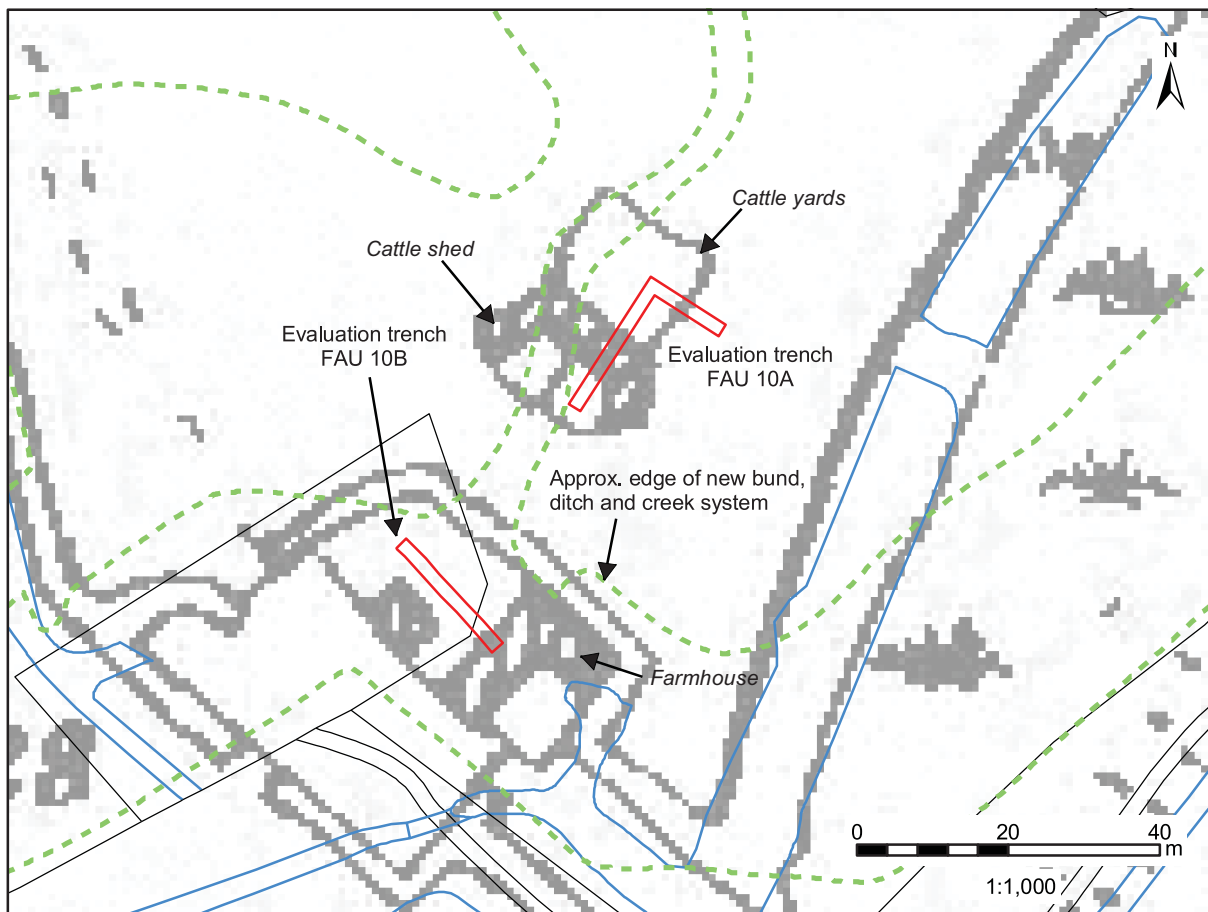 N
Cattle yards
Cattle shed
Evaluation trench
FAU 10B
Evaluation trench
FAU 10A
Approx. edge of new bund,
ditch and creek system
Farmhouse
0 20 40
m
1:1,000